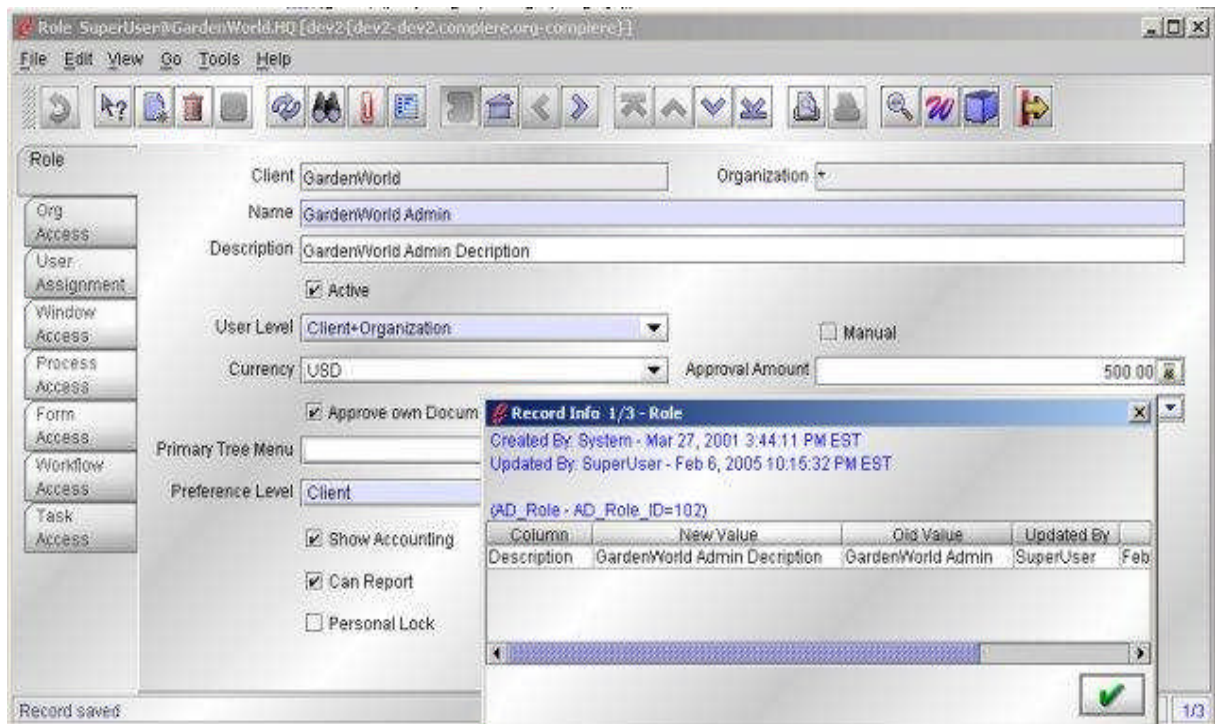 Role SuperUser@GardenWorld.HQ [dev2{dev2-dev2.compiere.org-compiere}]
File Edit View Go Tools Help
Role
Org Access
User Assignment
Window Access
Process Access
Form Access
Workflow Access
Task Access
Client GardenWorld Organization *
Name GardenWorld Admin
Description GardenWorld Admin Decription
Active
User Level Client+Organization Manual
Currency USD Approval Amount 500.00
Approve own Docum
Primary Tree Menu
Preference Level Client
Show Accounting
Can Report
Personal Lock
Record Info 1/3 - Role
Created By: System - Mar 27, 2001 3:44:11 PM EST
Updated By: SuperUser - Feb 6, 2005 10:15:32 PM EST
(AD_Role - AD_Role_ID=102)
Column New Value Old Value Updated By
Description GardenWorld Admin Decription GardenWorld Admin SuperUser Feb
Record saved 1/3